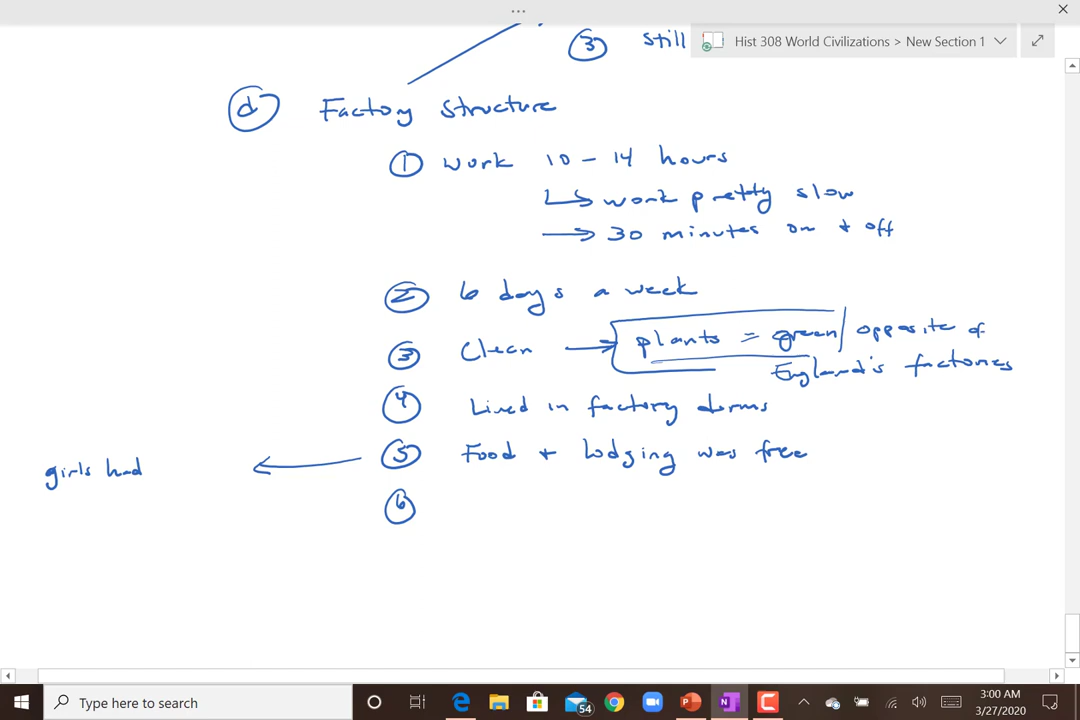 ③ still
Hist 308 World Civilizations > New Section 1
ⓓ Factory Structure
① Work 10 - 14 hours
↳ work pretty slow
→ 30 minutes on + off
② 6 days a week
③ Clean → plants = green / opposite of
England's factories
④ Lived in factory dorms
girls had ← ⑤ Food + lodging was free
⑥
Type here to search
54
3:00 AM
3/27/2020